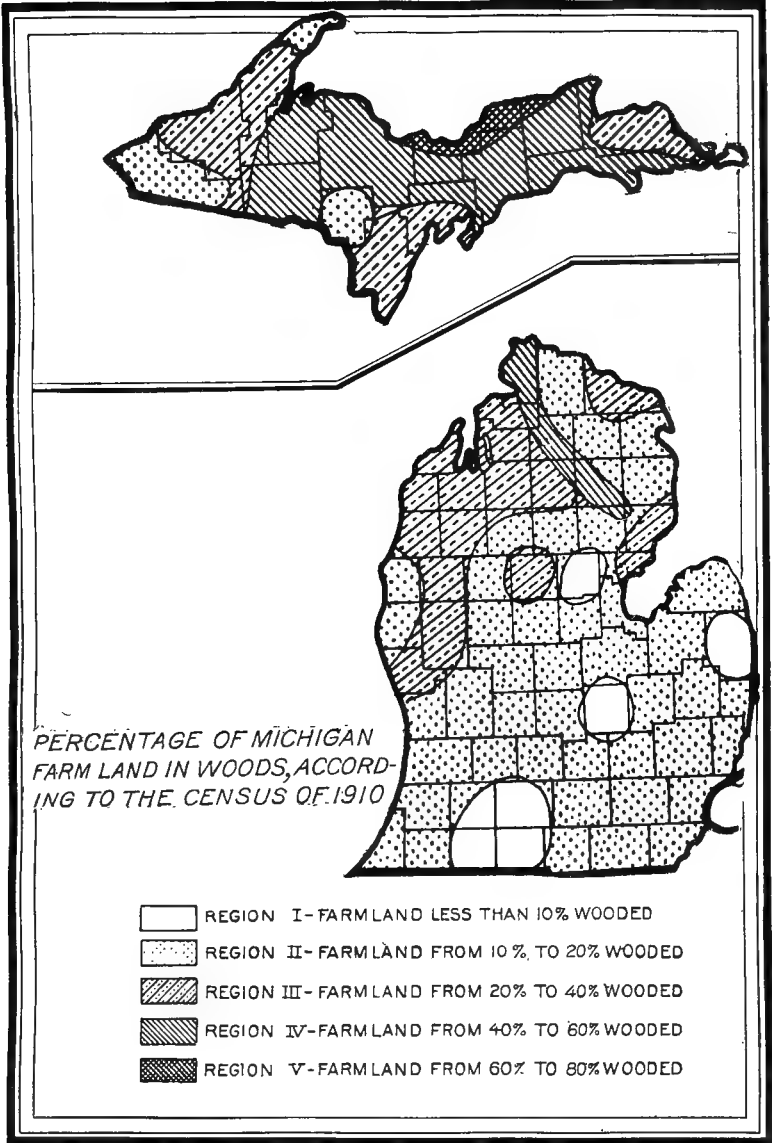 PERCENTAGE OF MICHIGAN
FARM LAND IN WOODS, ACCORD-
ING TO THE CENSUS OF 1910
REGION I-FARM LAND LESS THAN 10% WOODED
REGION II-FARM LAND FROM 10% TO 20% WOODED
REGION III-FARM LAND FROM 20% TO 40% WOODED
REGION IV-FARM LAND FROM 40% TO 60% WOODED
REGION V-FARM LAND FROM 60% TO 80% WOODED